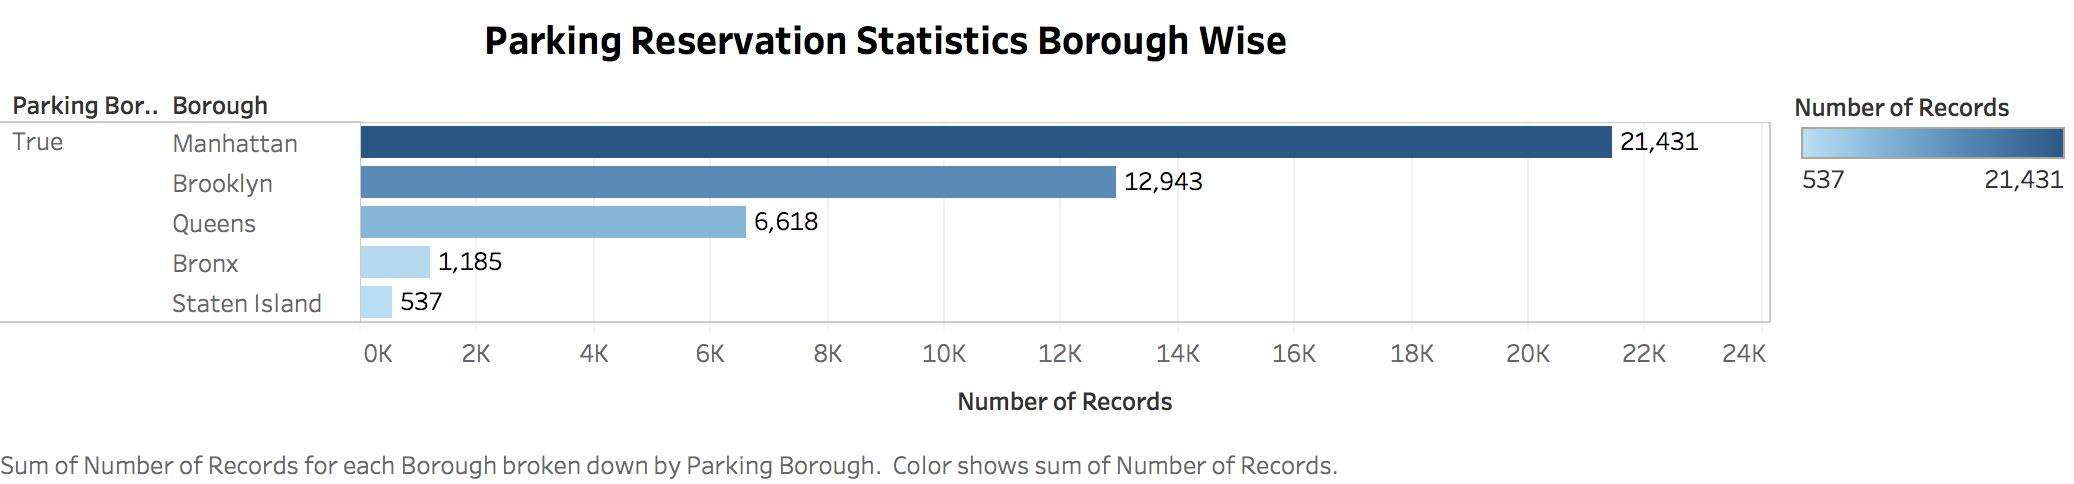 Parking Reservation Statistics Borough Wise
Parking Bor.. Borough
Number of Records
True Manhattan 21,431
Brooklyn 12,943
537 21,431
Queens 6,618
Bronx 1,185
Staten Island 537
0K 2K 4K 6K 8K 10K 12K 14K 16K 18K 20K 22K 24K
Number of Records
Sum of Number of Records for each Borough broken down by Parking Borough. Color shows sum of Number of Records.